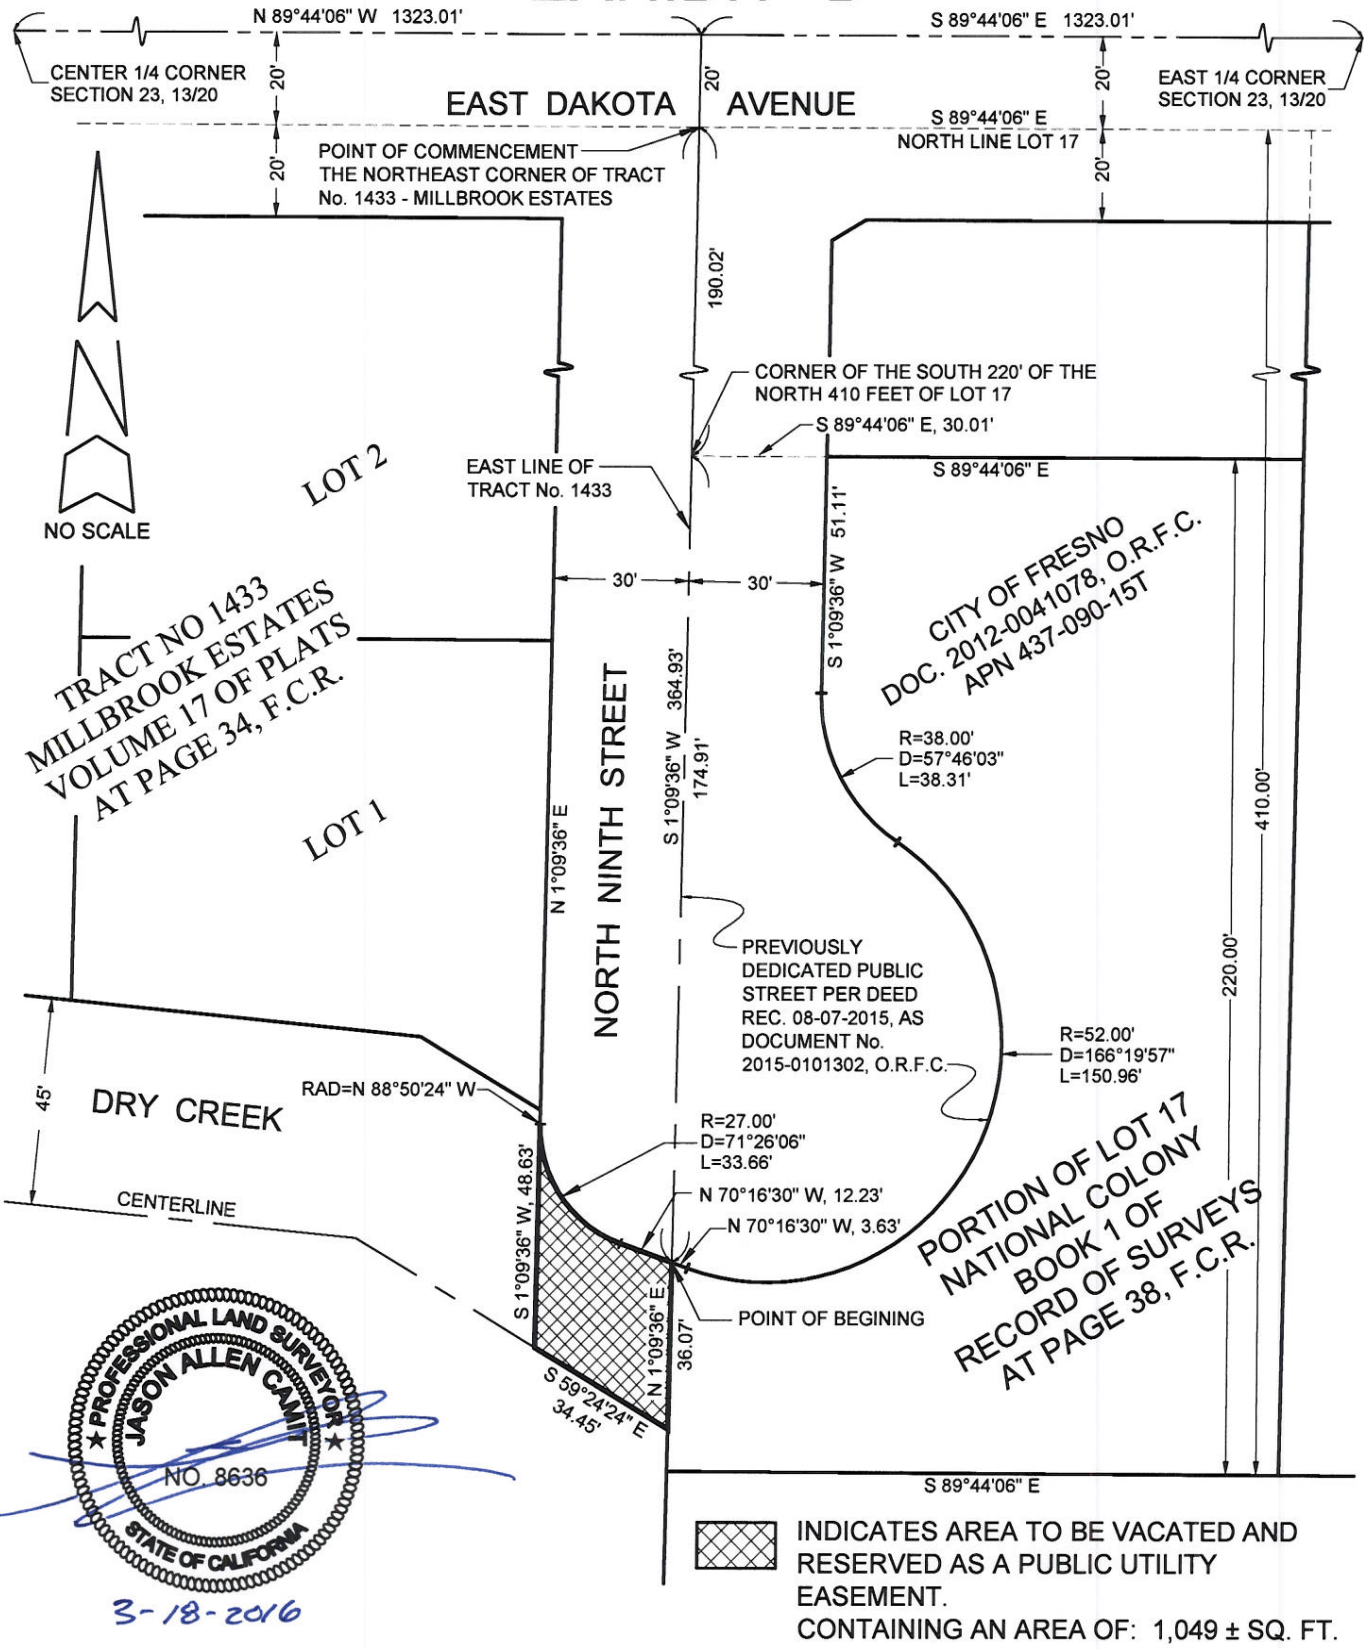 N 89°44'06" W 1323.01'
S 89°44'06" E 1323.01'
CENTER 1/4 CORNER
SECTION 23, 13/20
20'
20'
20'
EAST 1/4 CORNER
SECTION 23, 13/20
EAST DAKOTA AVENUE
S 89°44'06" E
NORTH LINE LOT 17
POINT OF COMMENCEMENT
THE NORTHEAST CORNER OF TRACT
No. 1433 - MILLBROOK ESTATES
20'
20'
190.02'
CORNER OF THE SOUTH 220' OF THE
NORTH 410 FEET OF LOT 17
S 89°44'06" E, 30.01'
EAST LINE OF
TRACT No. 1433
S 89°44'06" E
LOT 2
N
NO SCALE
30'
30'
S 1°09'36" W 51.11'
CITY OF FRESNO
DOC. 2012-0041078, O.R.F.C.
APN 437-090-15T
TRACT NO 1433
MILLBROOK ESTATES
VOLUME 17 OF PLATS
AT PAGE 34, F.C.R.
LOT 1
N 1°09'36" E
NORTH NINTH STREET
S 1°09'36" W 364.93'
174.91'
R=38.00'
D=57°46'03"
L=38.31'
410.00'
220.00'
PREVIOUSLY
DEDICATED PUBLIC
STREET PER DEED
REC. 08-07-2015, AS
DOCUMENT No.
2015-0101302, O.R.F.C.
R=52.00'
D=166°19'57"
L=150.96'
45'
DRY CREEK
RAD=N 88°50'24" W
R=27.00'
D=71°26'06"
L=33.66'
CENTERLINE
S 1°09'36" W, 48.63'
N 70°16'30" W, 12.23'
N 70°16'30" W, 3.63'
PORTION OF LOT 17
NATIONAL COLONY
BOOK 1 OF
RECORD OF SURVEYS
AT PAGE 38, F.C.R.
POINT OF BEGINING
N 1°09'36" E
36.07'
S 59°24'24" E
34.45'
PROFESSIONAL LAND SURVEYOR
JASON ALLEN CAMIT
NO. 8636
STATE OF CALIFORNIA
3-18-2016
S 89°44'06" E
INDICATES AREA TO BE VACATED AND
RESERVED AS A PUBLIC UTILITY
EASEMENT.
CONTAINING AN AREA OF: 1,049 ± SQ. FT.